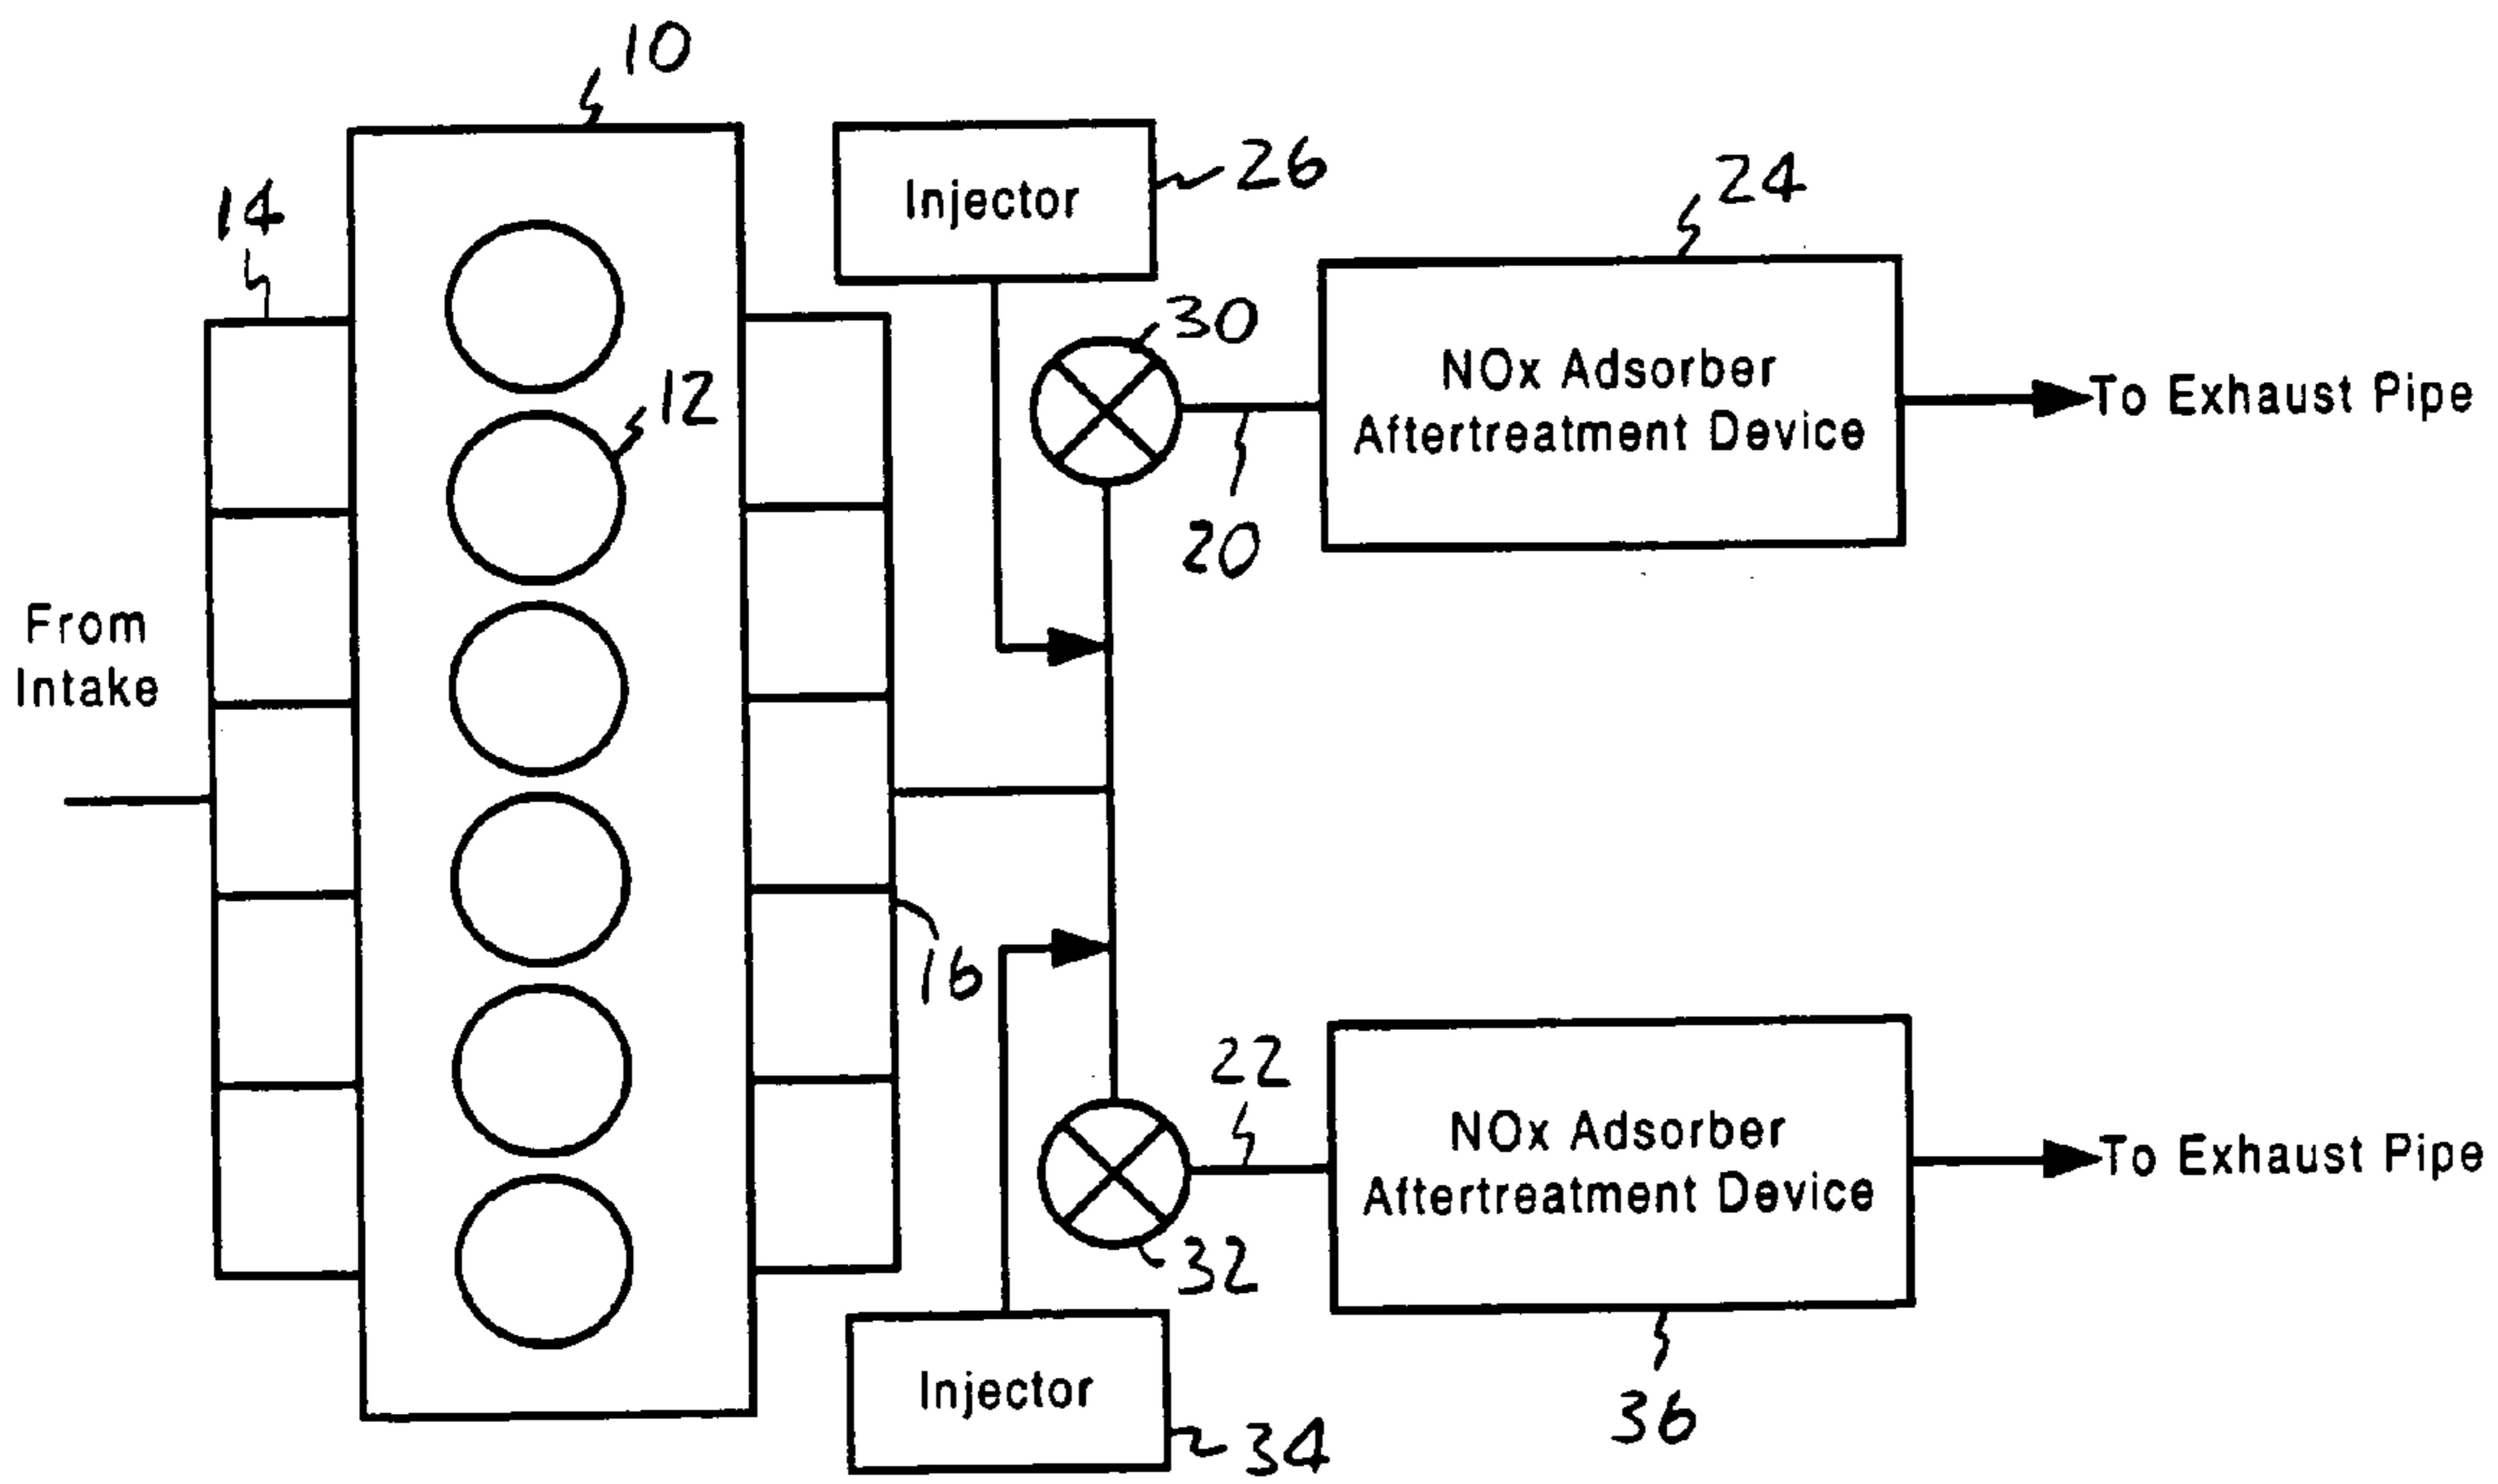 10
26
24
Injector
14
30
NOx Adsorber
Aftertreatment Device
To Exhaust Pipe
12
20
From
Intake
16
22
NOx Adsorber
Aftertreatment Device
To Exhaust Pipe
32
Injector
36
34